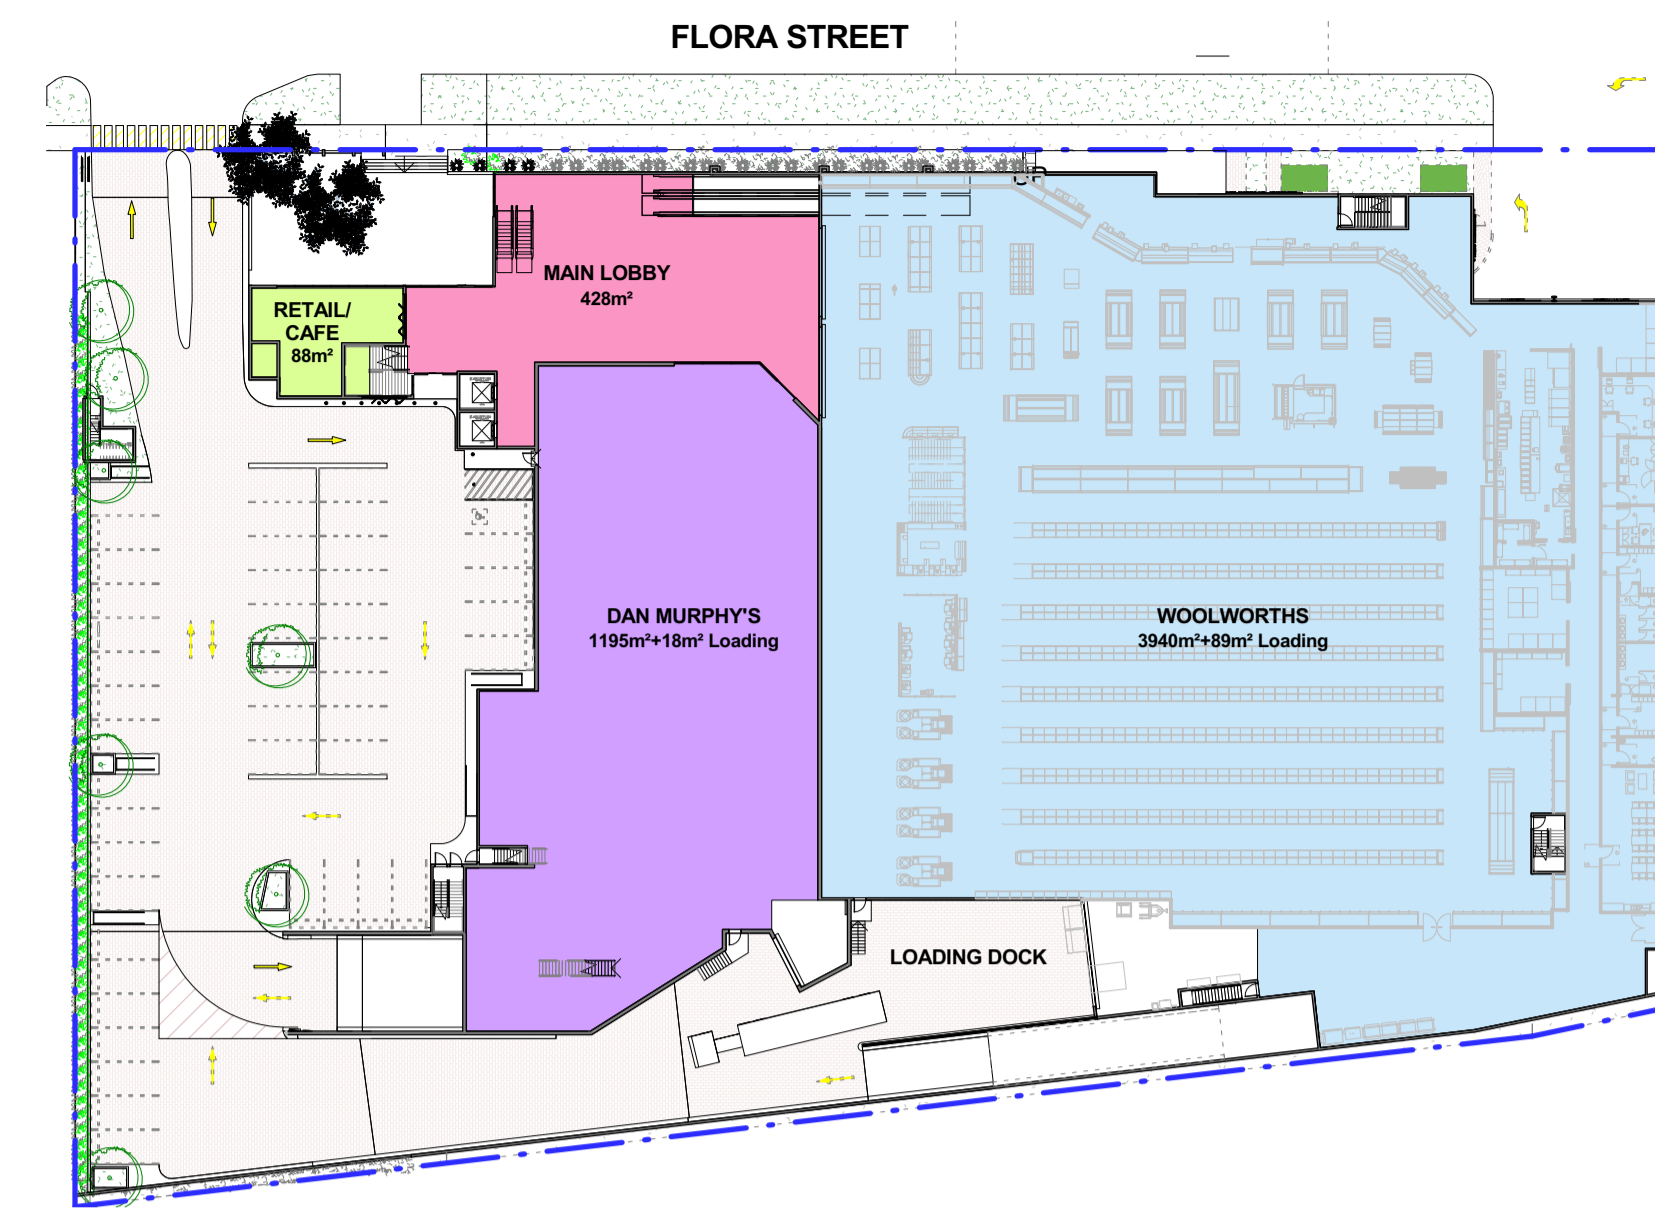 FLORA STREET
MAIN LOBBY
428m²
RETAIL/
CAFE
88m²
DAN MURPHY'S
1195m²+18m² Loading
WOOLWORTHS
3940m²+89m² Loading
LOADING DOCK